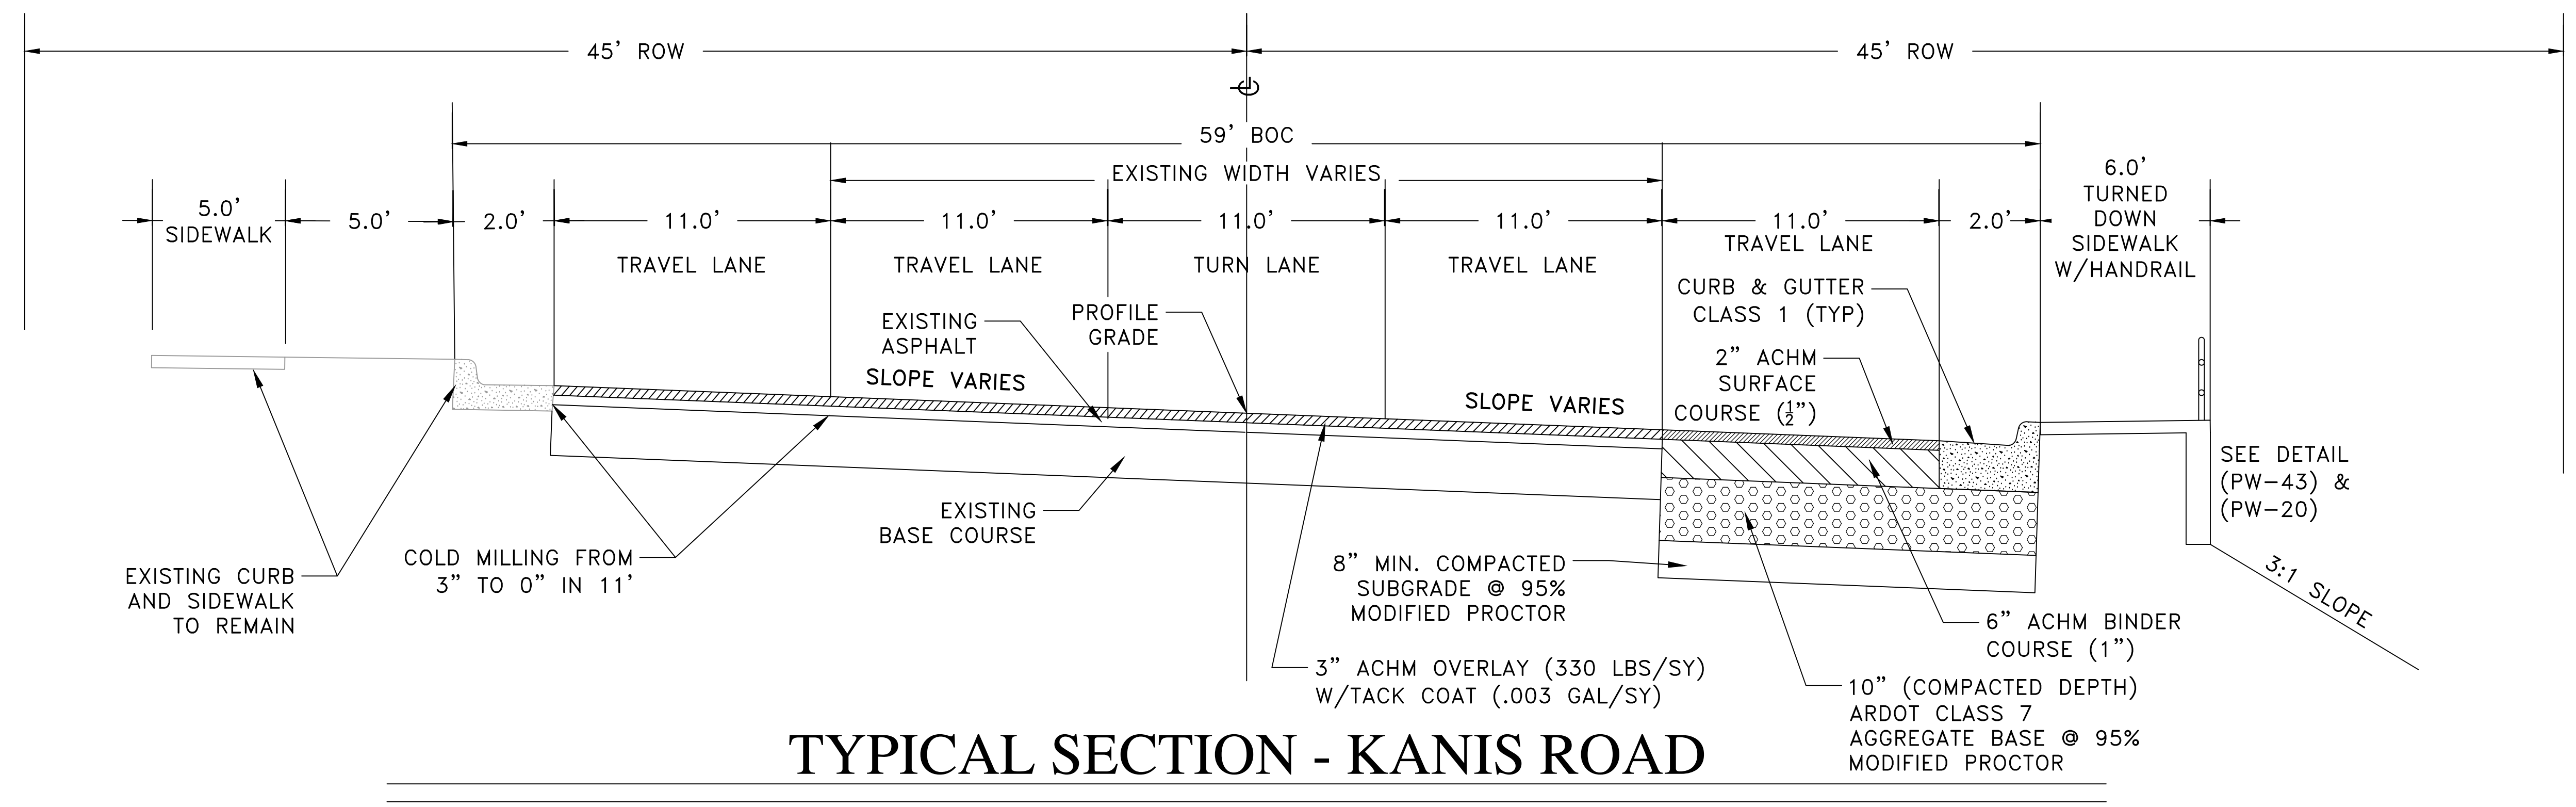 45' ROW
45' ROW
℄
59' BOC
EXISTING WIDTH VARIES
5.0'
SIDEWALK
5.0'
2.0'
11.0'
TRAVEL LANE
11.0'
TRAVEL LANE
11.0'
TURN LANE
11.0'
TRAVEL LANE
11.0'
TRAVEL LANE
2.0'
6.0'
TURNED
DOWN
SIDEWALK
W/HANDRAIL
EXISTING
ASPHALT
PROFILE
GRADE
CURB & GUTTER
CLASS 1 (TYP)
2" ACHM
SURFACE
COURSE (½")
SLOPE VARIES
SLOPE VARIES
SEE DETAIL
(PW-43) &
(PW-20)
EXISTING
BASE COURSE
COLD MILLING FROM
3" TO 0" IN 11'
EXISTING CURB
AND SIDEWALK
TO REMAIN
8" MIN. COMPACTED
SUBGRADE @ 95%
MODIFIED PROCTOR
3:1 SLOPE
6" ACHM BINDER
COURSE (1")
3" ACHM OVERLAY (330 LBS/SY)
W/TACK COAT (.003 GAL/SY)
10" (COMPACTED DEPTH)
ARDOT CLASS 7
AGGREGATE BASE @ 95%
MODIFIED PROCTOR
TYPICAL SECTION - KANIS ROAD